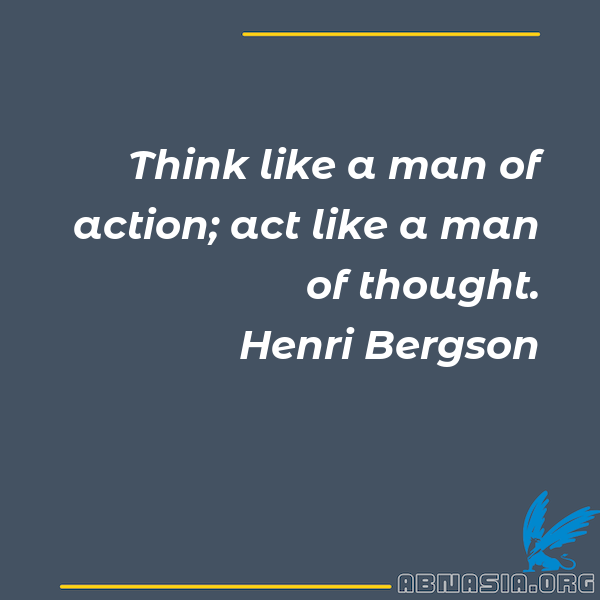 Think like a man of
action; act like a man
of thought.
Henri Bergson
ABNASIA.ORG